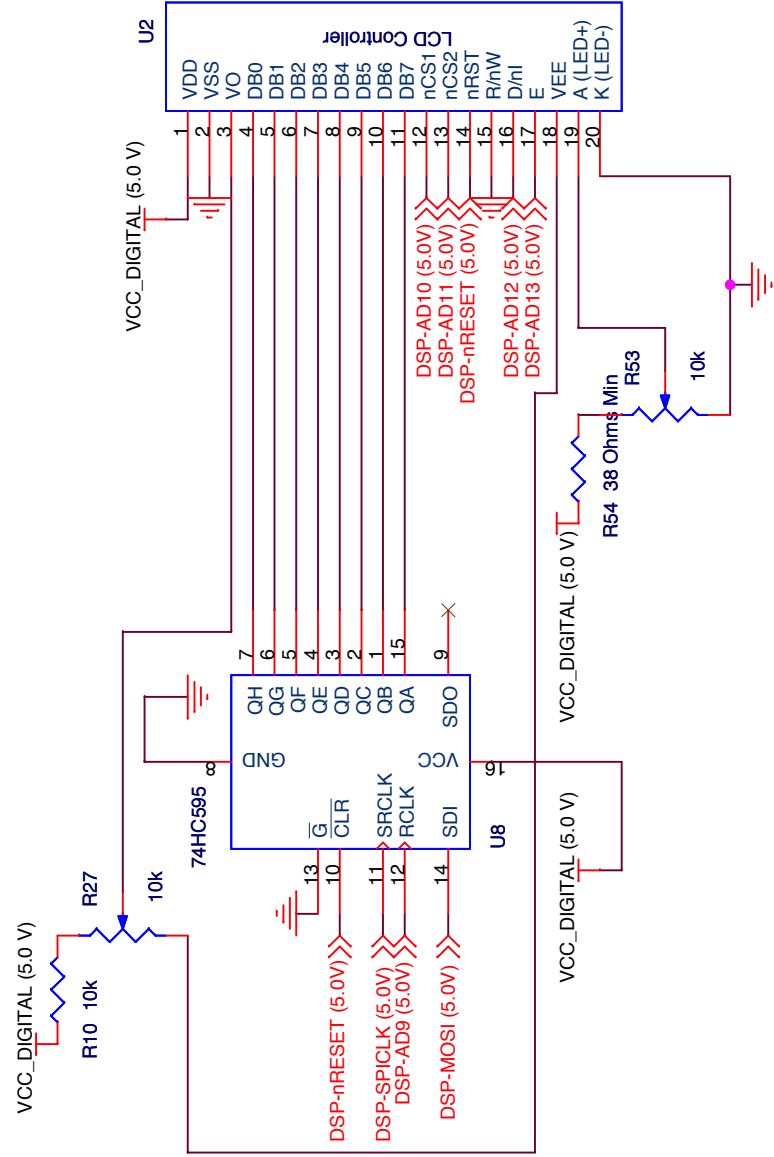 U2
LCD Controller
VDD
VSS
VO
DB0
DB1
DB2
DB3
DB4
DB5
DB6
DB7
nCS1
nCS2
nRST
R/nW
D/nI
E
VEE
A (LED+)
K (LED-)
1
2
3
4
5
6
7
8
9
10
11
12
13
14
15
16
17
18
19
20
VCC_DIGITAL (5.0 V)
DSP-AD10 (5.0V)
DSP-AD11 (5.0V)
DSP-nRESET (5.0V)
DSP-AD12 (5.0V)
DSP-AD13 (5.0V)
R53
10k
R54 38 Ohms Min
VCC_DIGITAL (5.0 V)
7
6
5
4
3
2
1
15
9
QH
QG
QF
QE
QD
QC
QB
QA
SDO
8
GND
VCC
16
74HC595
U8
G
CLR
SRCLK
RCLK
SDI
13
10
11
12
14
VCC_DIGITAL (5.0 V)
R27
10k
R10 10k
VCC_DIGITAL (5.0 V)
DSP-nRESET (5.0V)
DSP-SPICLK (5.0V)
DSP-AD9 (5.0V)
DSP-MOSI (5.0V)